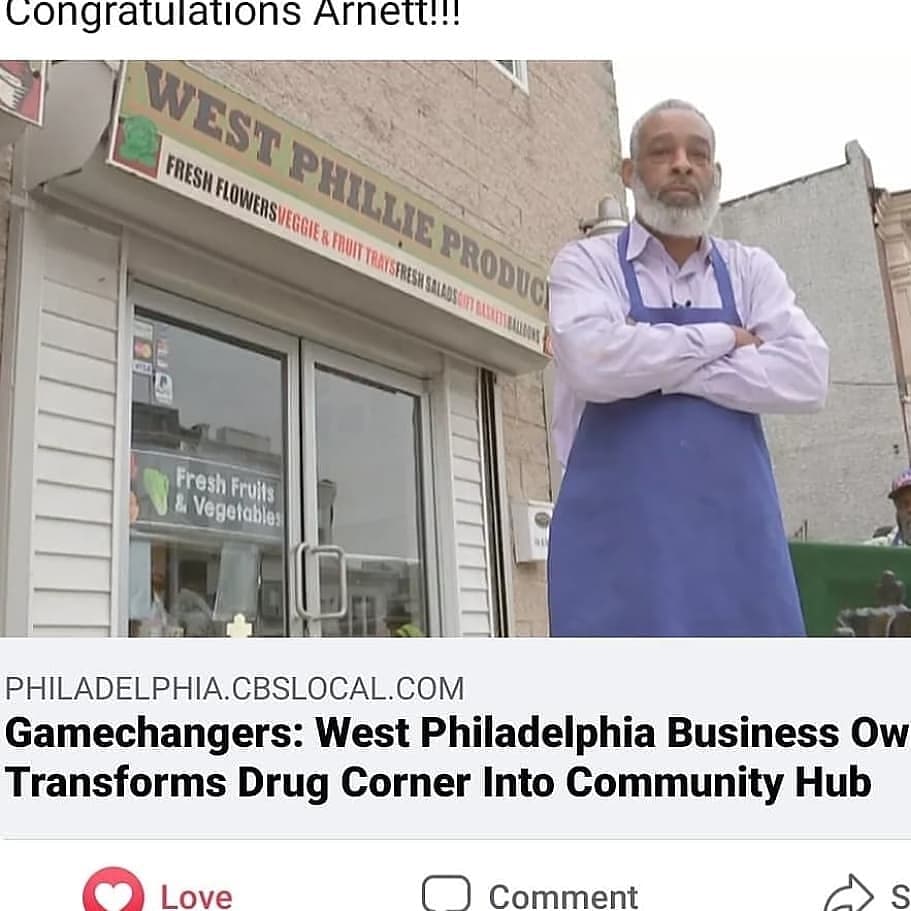 Congratulations Arnett!!!
WEST PHILLIE PRODUC
FRESH FLOWERS VEGGIE & FRUIT TRAYS FRESH SALADS GIFT BASKETS BALLOONS
VISA
Fresh Fruits
& Vegetables
PHILADELPHIA.CBSLOCAL.COM
Gamechangers: West Philadelphia Business Ow
Transforms Drug Corner Into Community Hub
Love
Comment
S